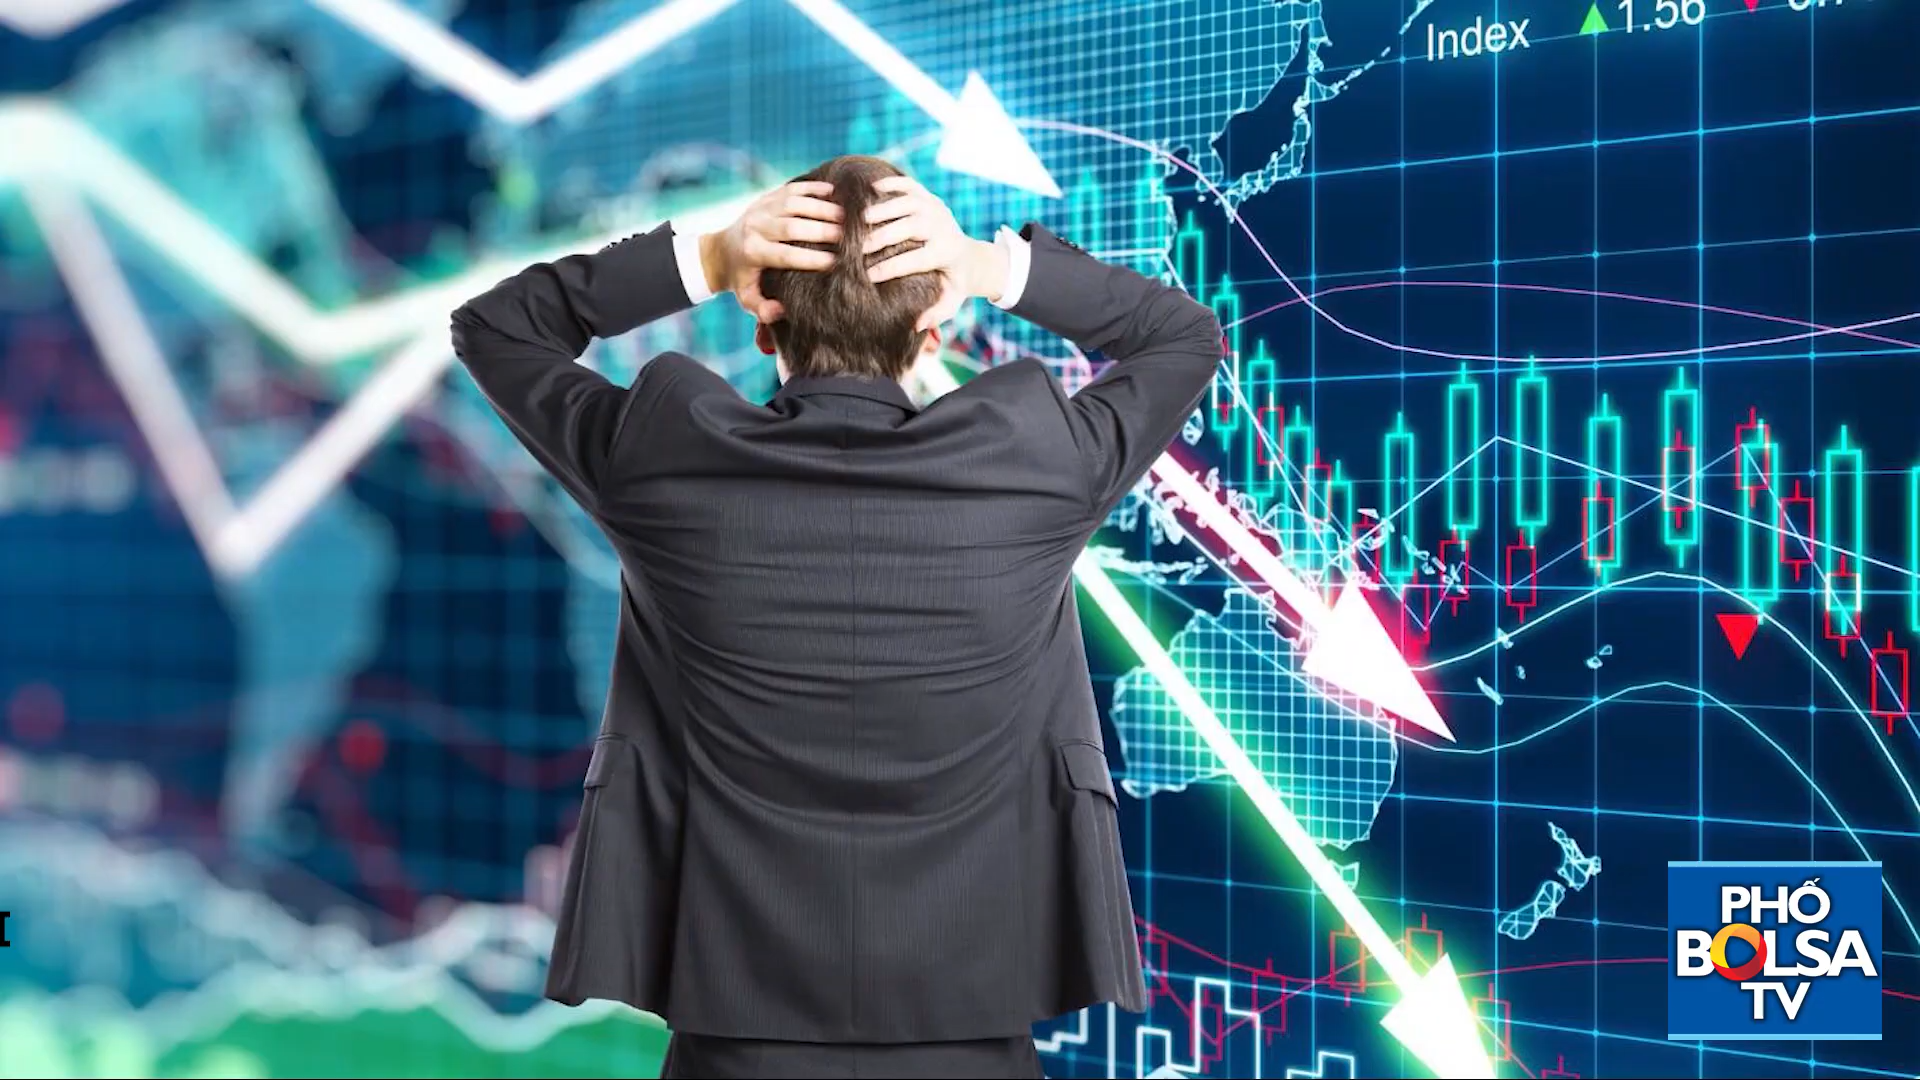 Index ▲ 1.56 ▼
PHỐ
BOLSA
TV